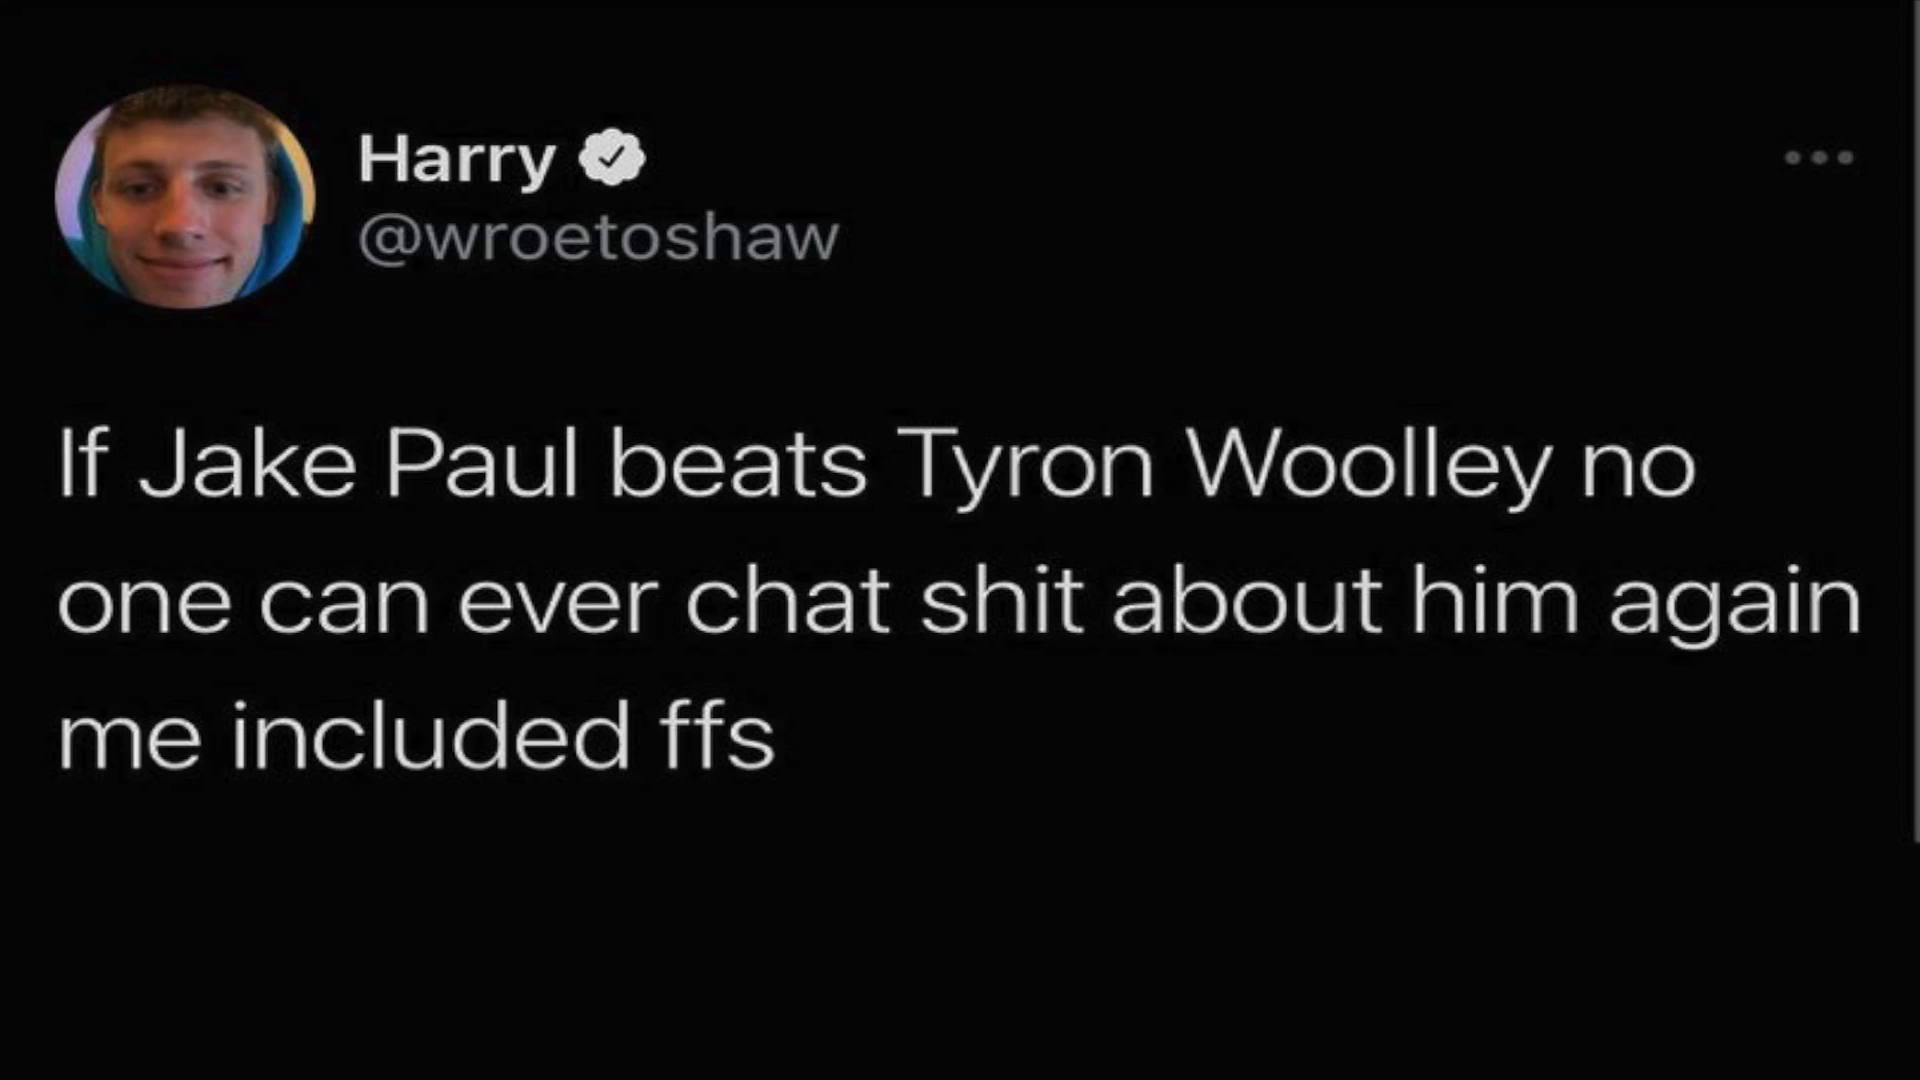 Harry
@wroetoshaw
If Jake Paul beats Tyron Woolley no
one can ever chat shit about him again
me included ffs